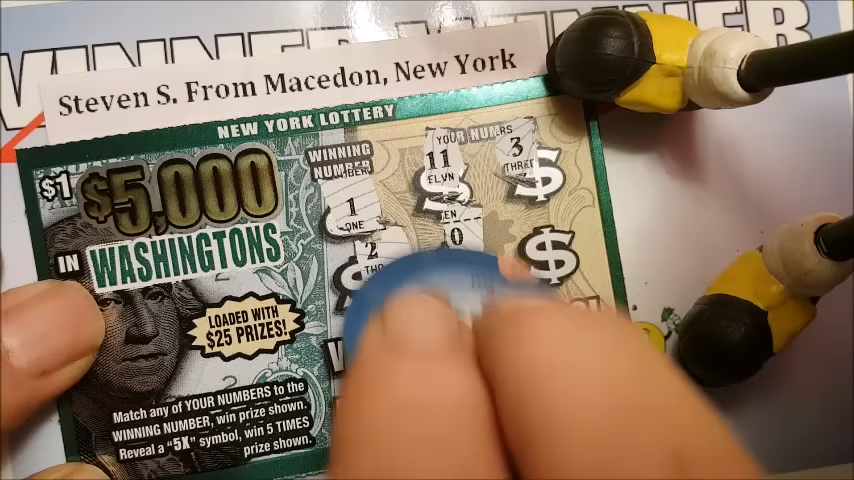 WINNER WINNER
Steven S. From Macedon, New York
NEW YORK LOTTERY
$1
$5,000
IN WASHINGTONS
LOADED WITH
$25 PRIZES!
Match any of YOUR NUMBERS to the
WINNING NUMBER, win prize shown.
Reveal a "5X" symbol, win 5 TIMES
prize shown.
WINNING
NUMBER
1
ONE
YOUR
11
ELVN
3
2
0